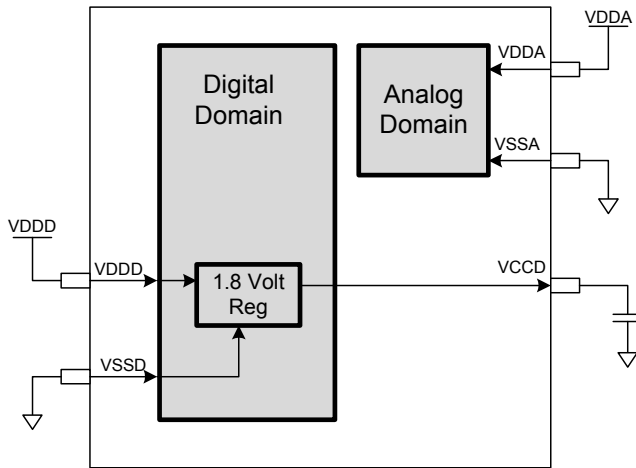 VDDA
VDDA
Digital
Domain
Analog
Domain
VSSA
VDDD
VDDD
1.8 Volt
Reg
VCCD
VSSD